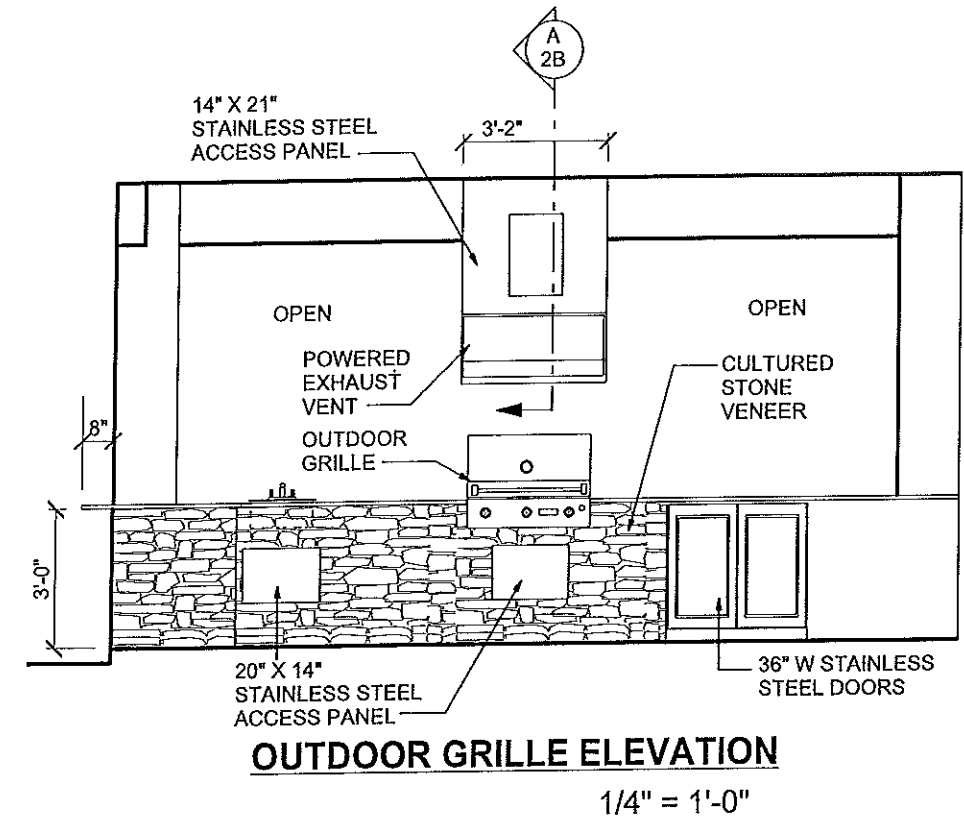 A
2B
14" X 21"
STAINLESS STEEL
ACCESS PANEL
3'-2"
OPEN
OPEN
POWERED
EXHAUST
VENT
CULTURED
STONE
VENEER
8"
OUTDOOR
GRILLE
3'-0"
20" X 14"
STAINLESS STEEL
ACCESS PANEL
36" W STAINLESS
STEEL DOORS
OUTDOOR GRILLE ELEVATION
1/4" = 1'-0"